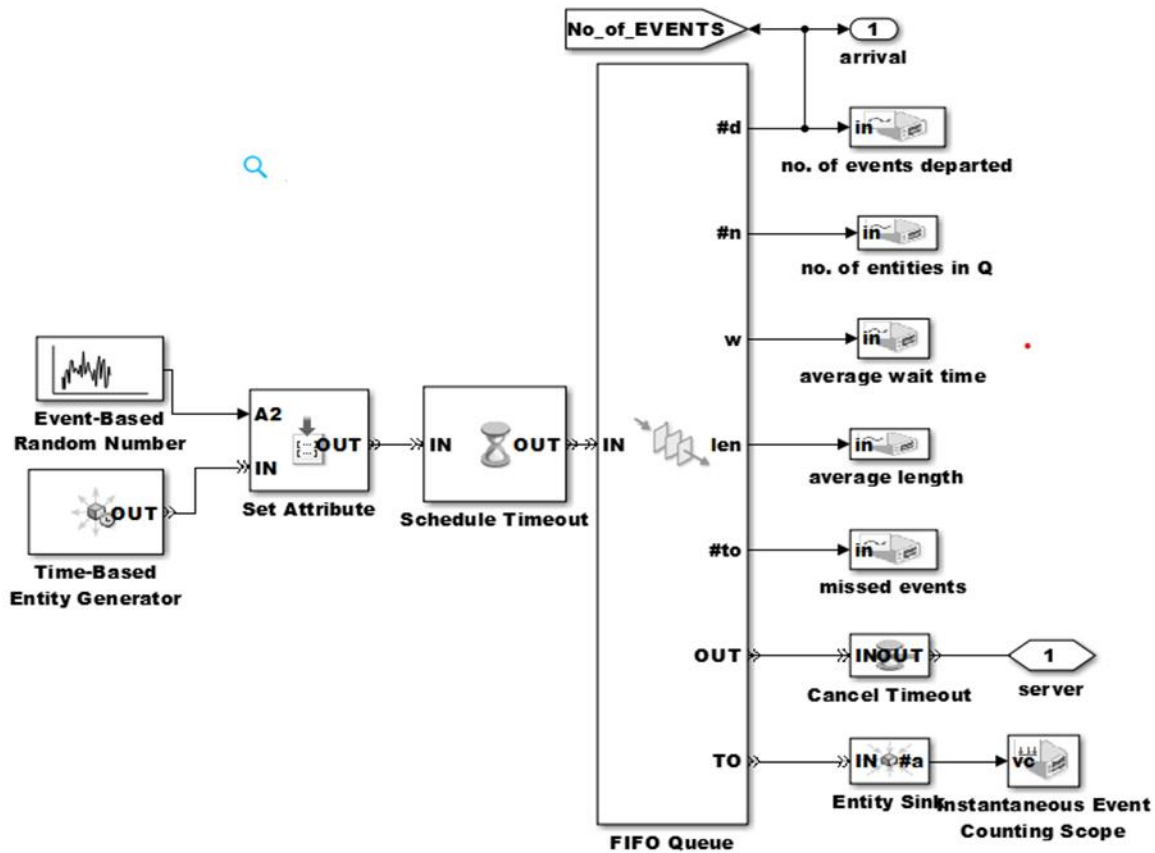 No_of_EVENTS
1
arrival
#d
in
no. of events departed
#n
in
no. of entities in Q
w
in
average wait time
Event-Based
Random Number
A2
OUT
IN
Set Attribute
IN
OUT
Schedule Timeout
OUT
Time-Based
Entity Generator
IN
len
in
average length
#to
in
missed events
OUT
IN
OUT
Cancel Timeout
1
server
TO
IN
#a
Entity Sink
vc
Instantaneous Event
Counting Scope
FIFO Queue